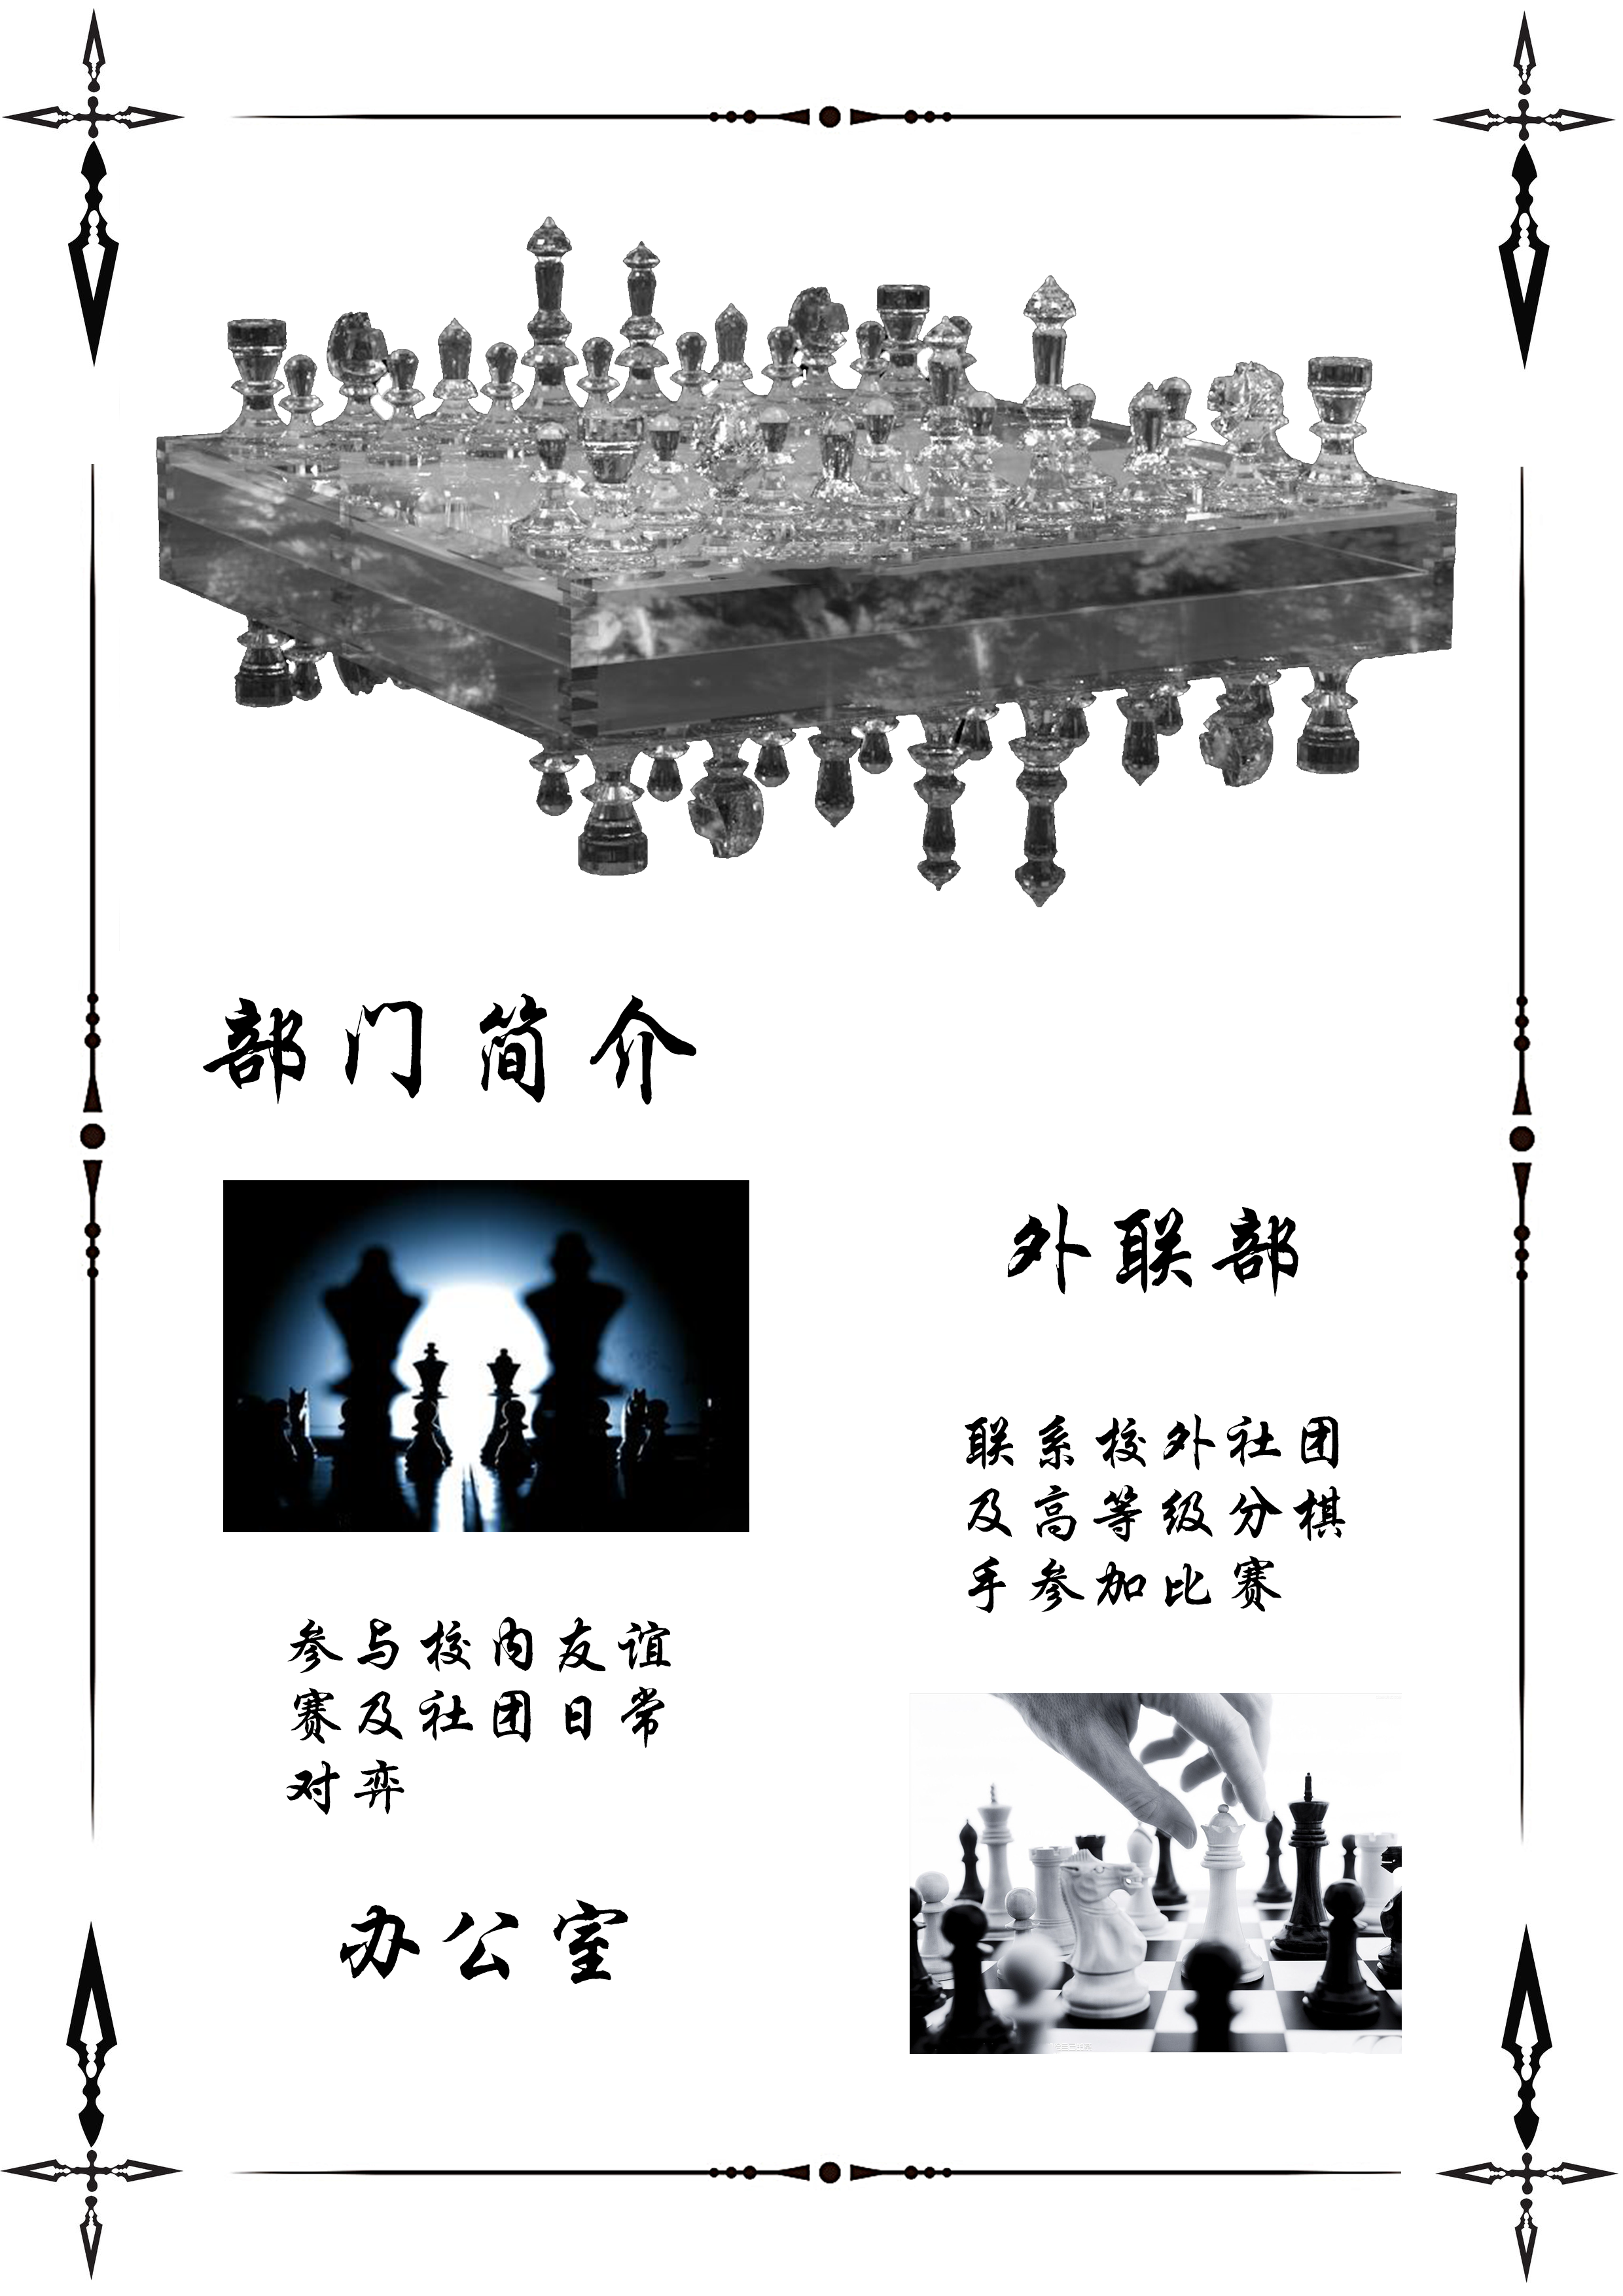 部门简介
外联部
联系校外社团
及高等级分棋
手参加比赛
参与校内友谊
赛及社团日常
对弈
办公室